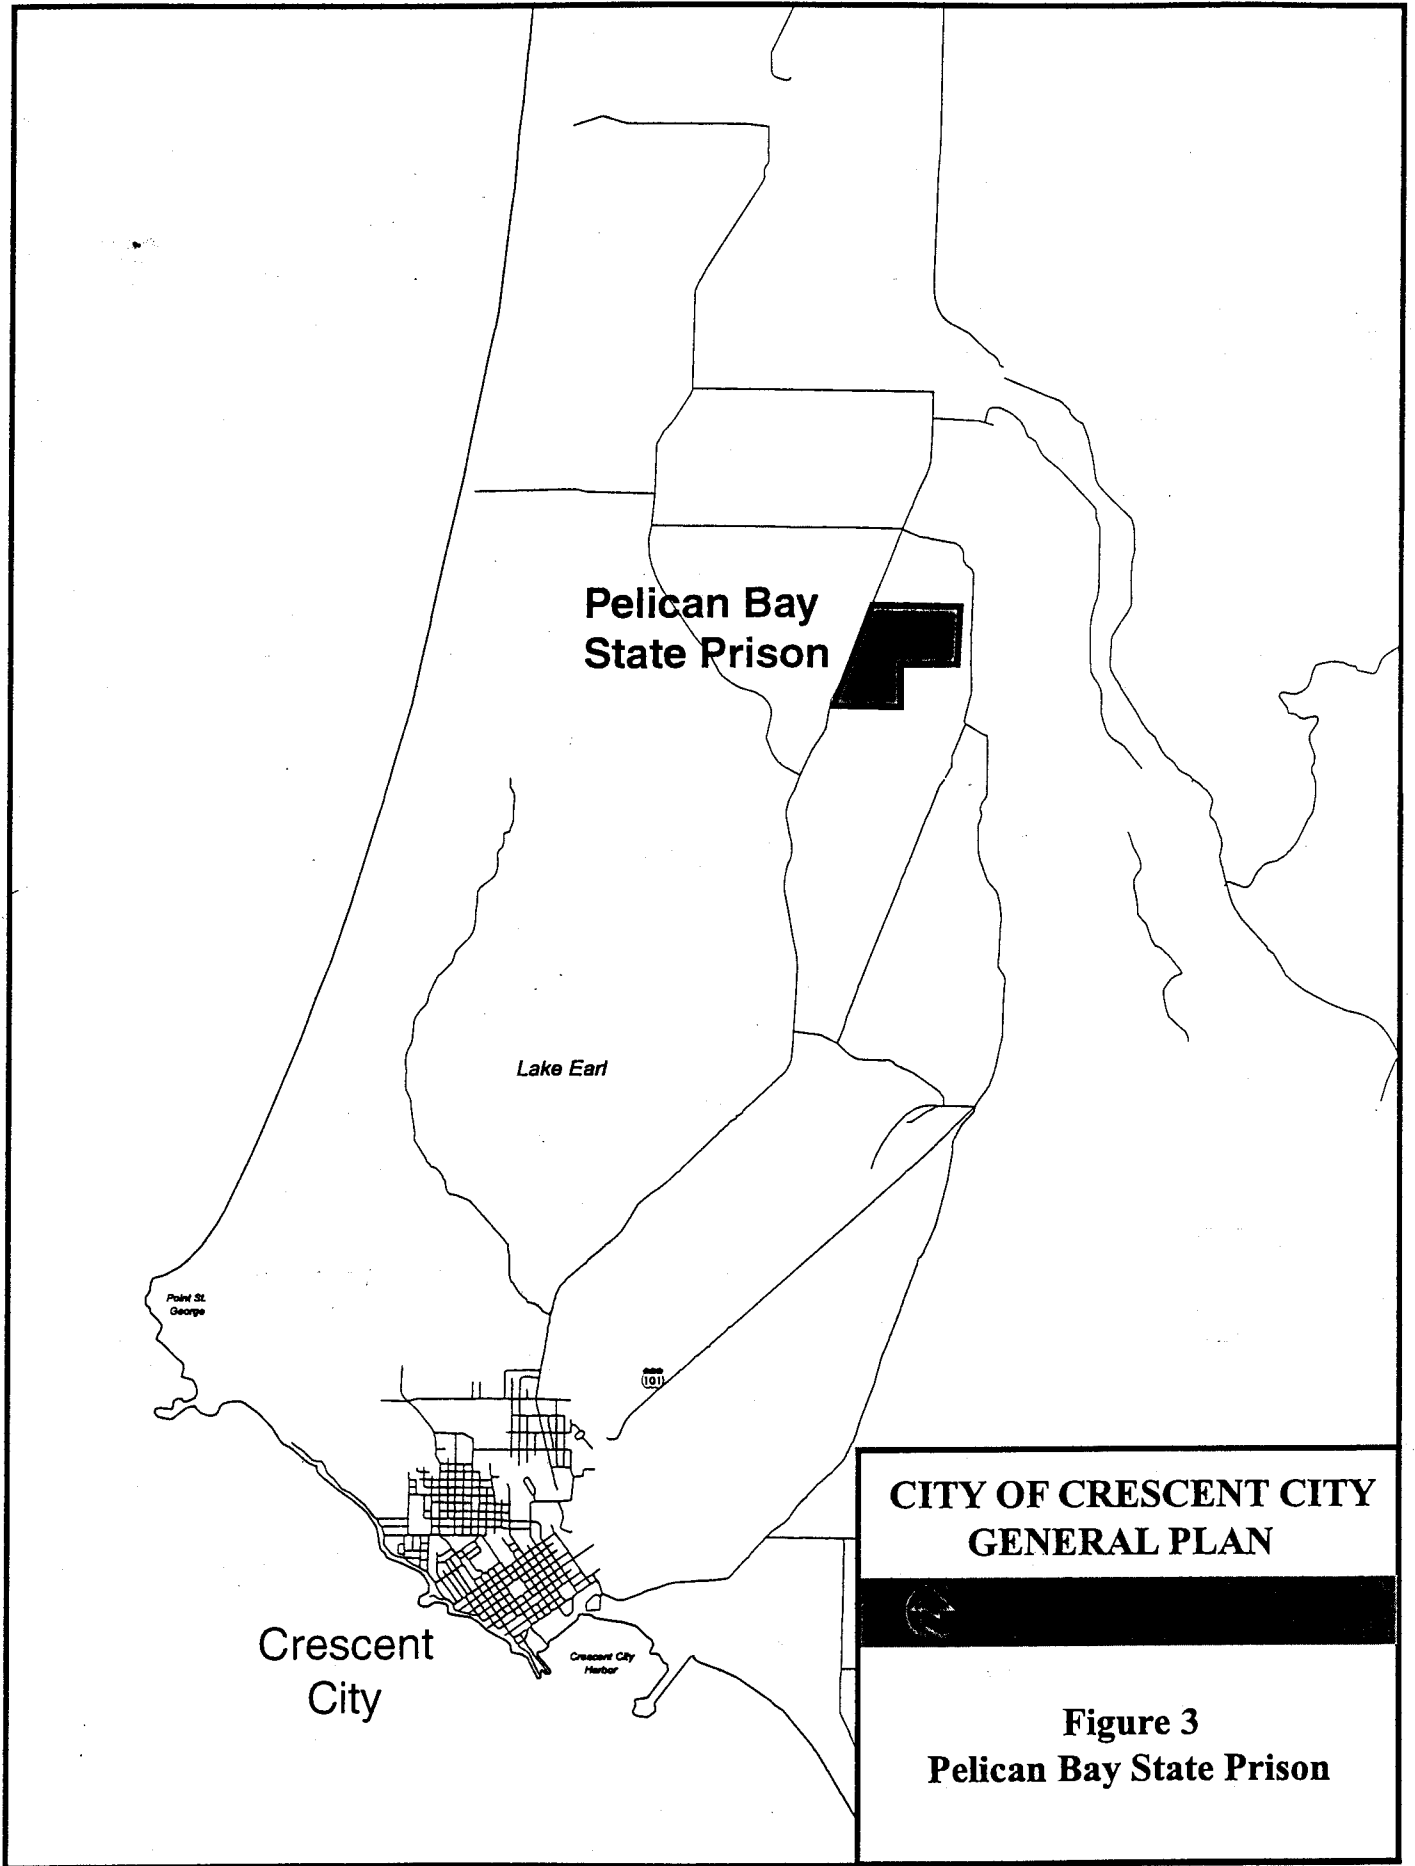 Pelican Bay
State Prison
Lake Earl
Point St.
George
101
Crescent
City
Crescent City
Harbor
CITY OF CRESCENT CITY
GENERAL PLAN
Figure 3
Pelican Bay State Prison